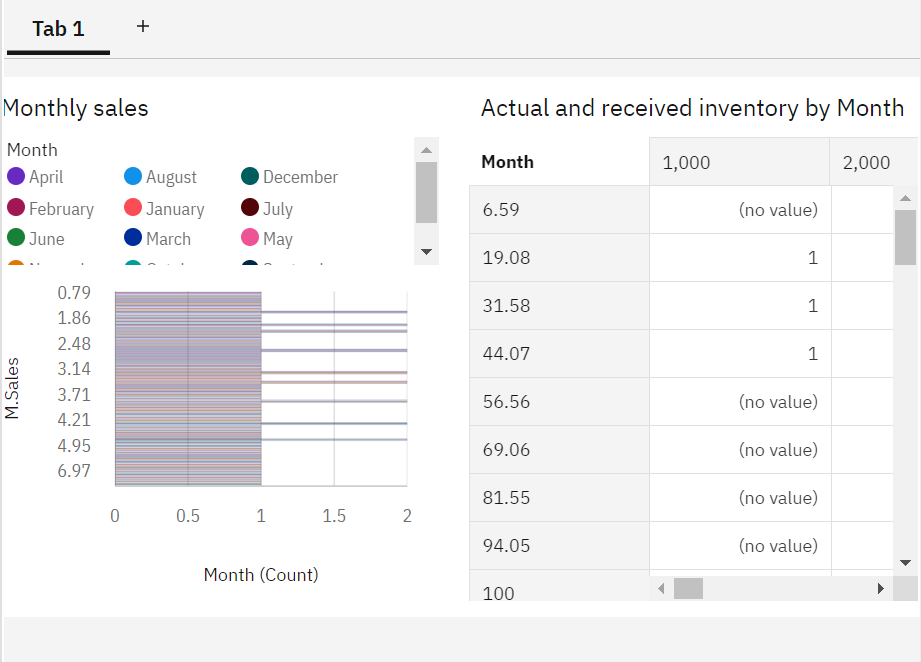 Tab 1 +
Monthly sales
Month
April August December
February January July
June March May
0.79
1.86
2.48
3.14
3.71
4.21
4.95
6.97
M.Sales
0 0.5 1 1.5 2
Month (Count)
Actual and received inventory by Month
Month 1,000 2,000
6.59 (no value)
19.08 1
31.58 1
44.07 1
56.56 (no value)
69.06 (no value)
81.55 (no value)
94.05 (no value)
100